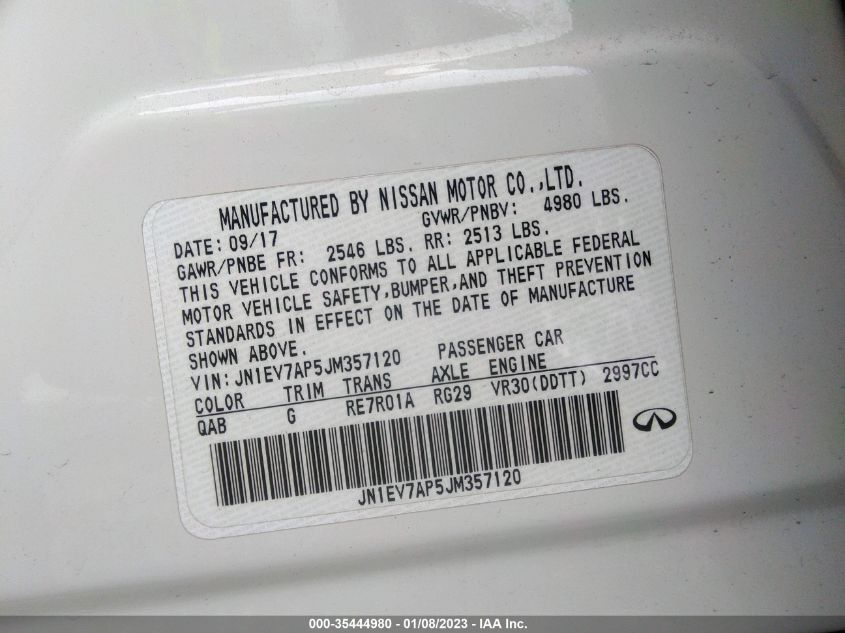 MANUFACTURED BY NISSAN MOTOR CO.,LTD.
DATE: 09/17 GVWR/PNBV: 4980 LBS.
GAWR/PNBE FR: 2546 LBS. RR: 2513 LBS.
THIS VEHICLE CONFORMS TO ALL APPLICABLE FEDERAL
MOTOR VEHICLE SAFETY,BUMPER,AND THEFT PREVENTION
STANDARDS IN EFFECT ON THE DATE OF MANUFACTURE
SHOWN ABOVE.
VIN: JN1EV7AP5JM357120 PASSENGER CAR
COLOR TRIM TRANS AXLE ENGINE
QAB G RE7R01A RG29 VR30(DDTT) 2997CC
JN1EV7AP5JM357120
000-35444980 - 01/08/2023 - IAA Inc.